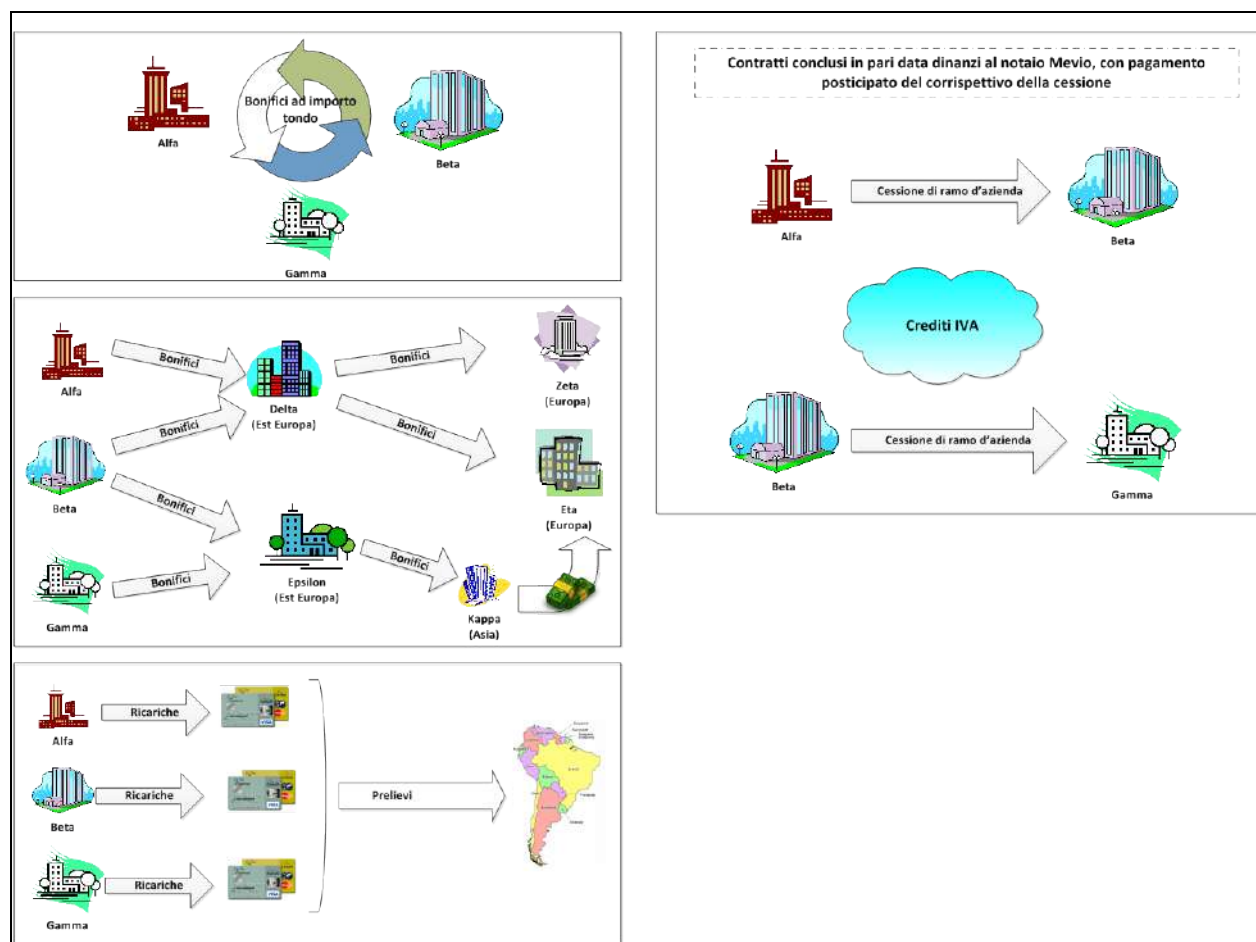 Bonifici ad importo
tondo
Alfa
Beta
Gamma
Bonifici
Bonifici
Alfa
Delta
(Est Europa)
Zeta
(Europa)
Bonifici
Bonifici
Beta
Eta
(Europa)
Bonifici
Bonifici
Bonifici
Epsilon
(Est Europa)
Gamma
Kappa
(Asia)
Ricariche
VISA
Alfa
Ricariche
VISA
Prelievi
Beta
Ricariche
VISA
Gamma
Contratti conclusi in pari data dinanzi al notaio Mevio, con pagamento
posticipato del corrispettivo della cessione
Cessione di ramo d'azienda
Alfa
Beta
Crediti IVA
Cessione di ramo d'azienda
Beta
Gamma